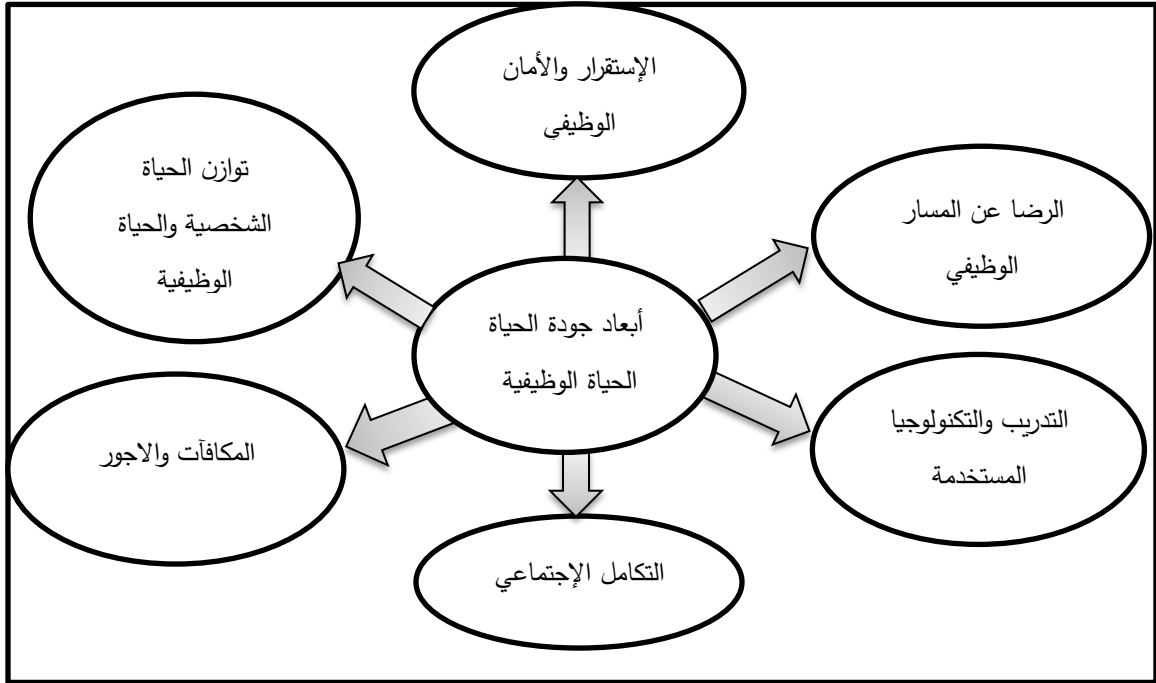 الإستقرار والأمان
الوظيفي
الرضا عن المسار
الوظيفي
توازن الحياة
الشخصية والحياة
الوظيفية
أبعاد جودة الحياة
الحياة الوظيفية
التدريب والتكنولوجيا
المستخدمة
المكافآت والاجور
التكامل الإجتماعي